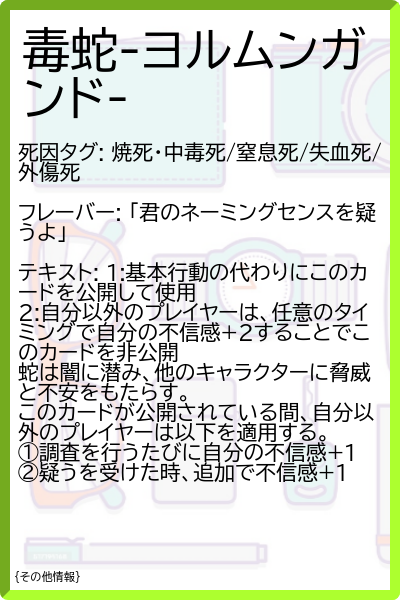 毒蛇-ヨルムンガ
ンド-
死因タグ: 焼死・中毒死/窒息死/失血死/
外傷死
フレーバー: 「君のネーミングセンスを疑
うよ」
テキスト: 1:基本行動の代わりにこのカ
ードを公開して使用
2:自分以外のプレイヤーは、任意のタイ
ミングで自分の不信感+2することでこ
のカードを非公開
蛇は闇に潜み、他のキャラクターに脅威
と不安をもたらす。
このカードが公開されている間、自分以
外のプレイヤーは以下を適用する。
①調査を行うたびに自分の不信感+1
②疑うを受けた時、追加で不信感+1
{その他情報}